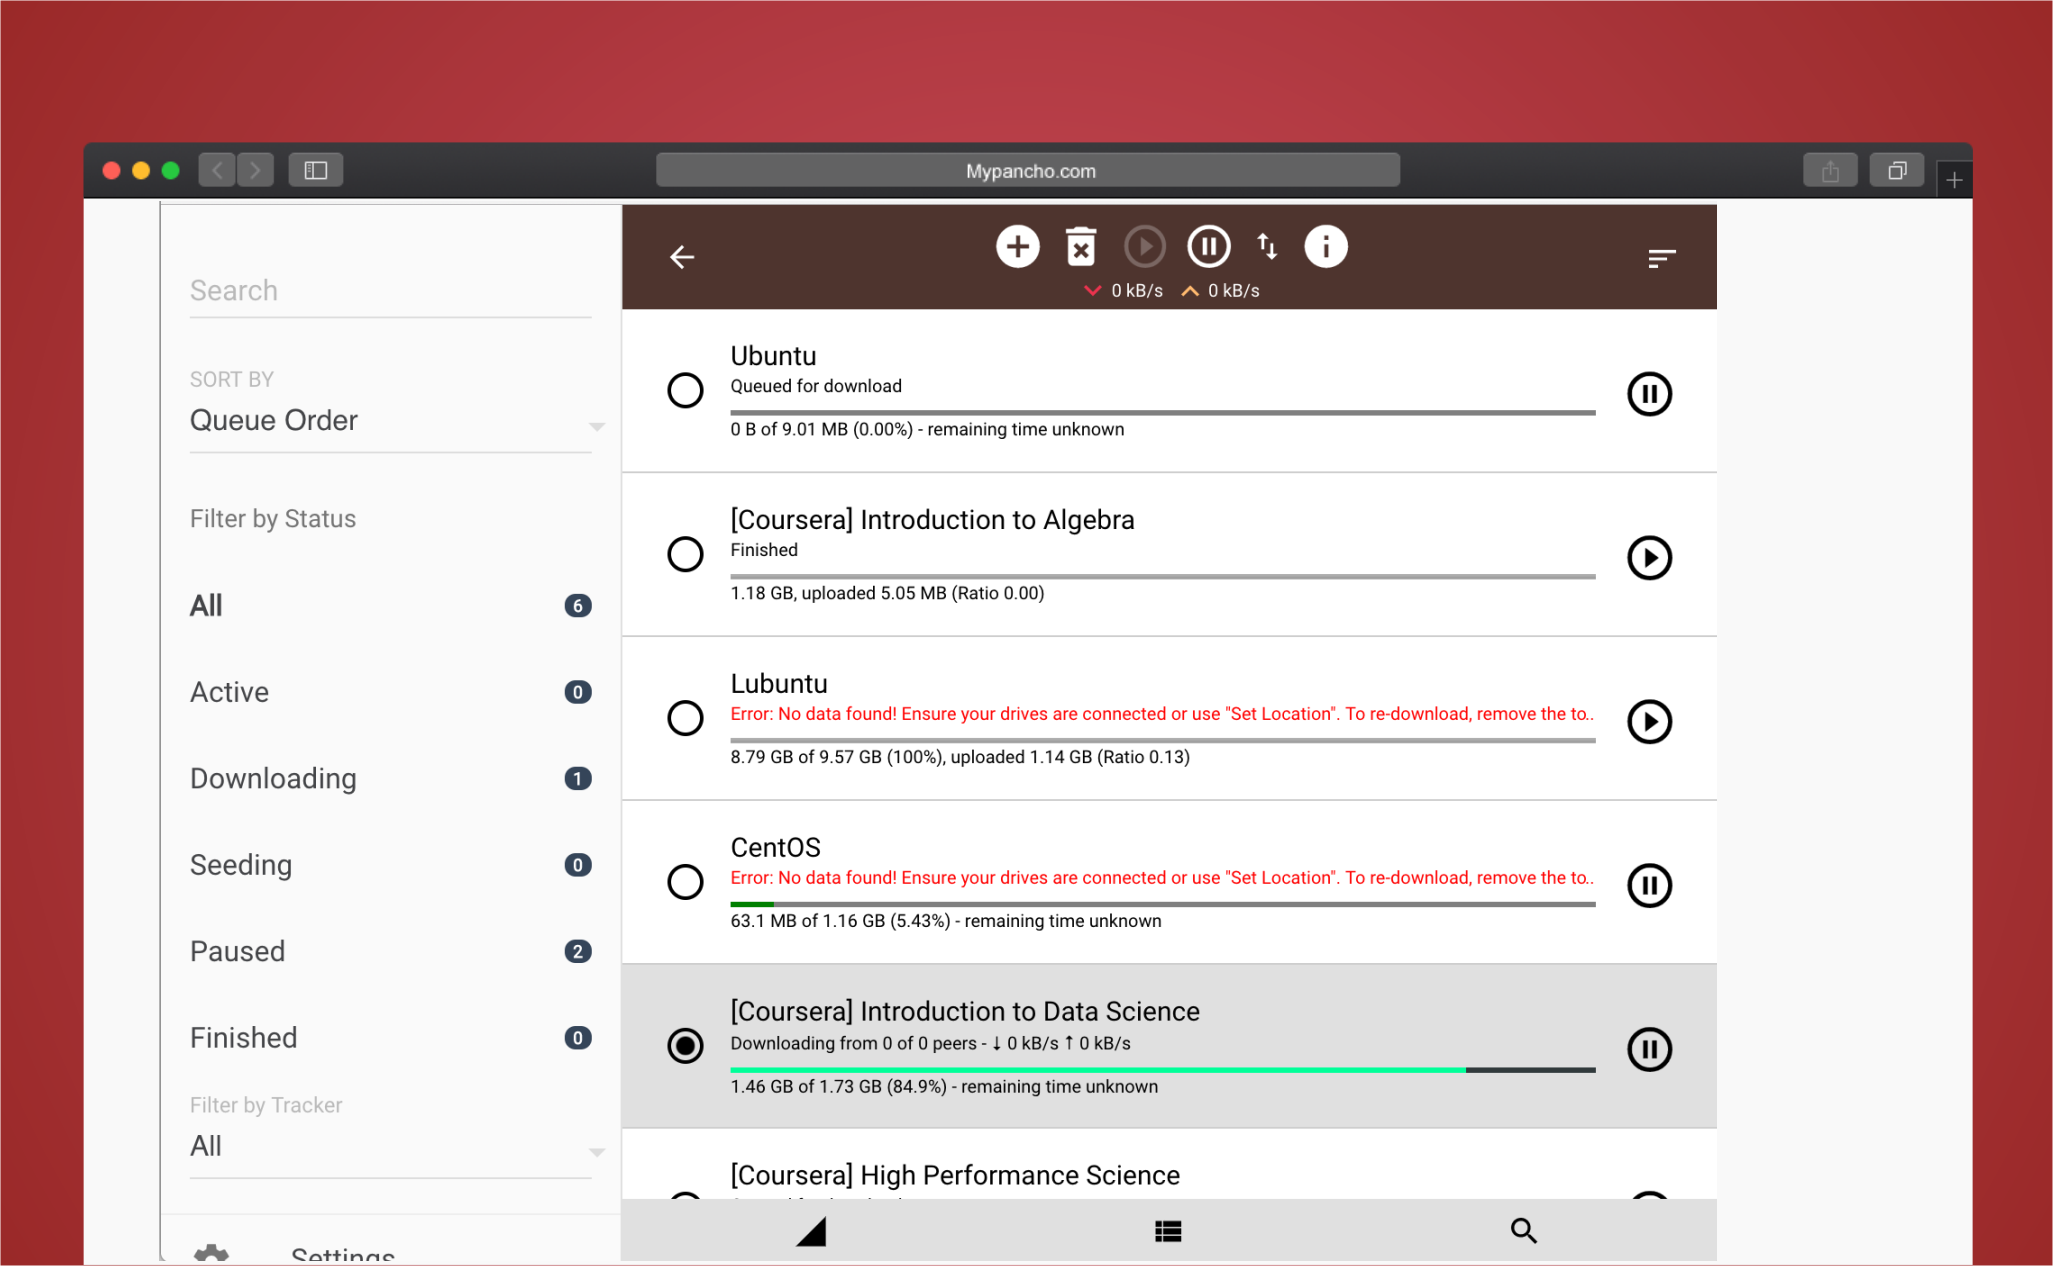 Mypancho.com
Search
SORT BY
Queue Order
Filter by Status
All 6
Active 0
Downloading 1
Seeding 0
Paused 2
Finished 0
Filter by Tracker
All
Settings
0 kB/s 0 kB/s
Ubuntu
Queued for download
0 B of 9.01 MB (0.00%) - remaining time unknown
[Coursera] Introduction to Algebra
Finished
1.18 GB, uploaded 5.05 MB (Ratio 0.00)
Lubuntu
Error: No data found! Ensure your drives are connected or use "Set Location". To re-download, remove the to..
8.79 GB of 9.57 GB (100%), uploaded 1.14 GB (Ratio 0.13)
CentOS
Error: No data found! Ensure your drives are connected or use "Set Location". To re-download, remove the to..
63.1 MB of 1.16 GB (5.43%) - remaining time unknown
[Coursera] Introduction to Data Science
Downloading from 0 of 0 peers - ↓ 0 kB/s ↑ 0 kB/s
1.46 GB of 1.73 GB (84.9%) - remaining time unknown
[Coursera] High Performance Science